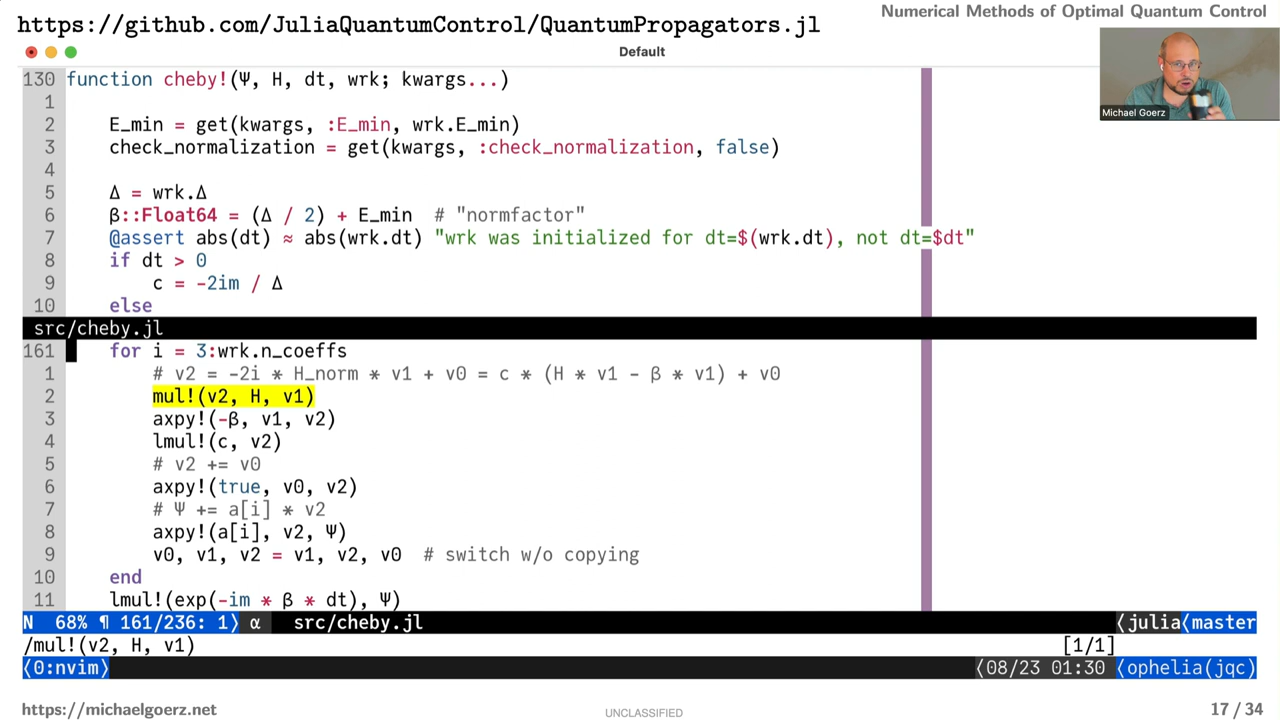 https://github.com/JuliaQuantumControl/QuantumPropagators.jl
Numerical Methods of Optimal Quantum Control
Default
Michael Goerz
130 function cheby!(Ψ, H, dt, wrk; kwargs...)
1
2 E_min = get(kwargs, :E_min, wrk.E_min)
3 check_normalization = get(kwargs, :check_normalization, false)
4
5 Δ = wrk.Δ
6 β::Float64 = (Δ / 2) + E_min # "normfactor"
7 @assert abs(dt) ≈ abs(wrk.dt) "wrk was initialized for dt=$(wrk.dt), not dt=$dt"
8 if dt > 0
9 c = -2im / Δ
10 else
src/cheby.jl
161 for i = 3:wrk.n_coeffs
1 # v2 = -2i * H_norm * v1 + v0 = c * (H * v1 - β * v1) + v0
2 mul!(v2, H, v1)
3 axpy!(-β, v1, v2)
4 lmul!(c, v2)
5 # v2 += v0
6 axpy!(true, v0, v2)
7 # Ψ += a[i] * v2
8 axpy!(a[i], v2, Ψ)
9 v0, v1, v2 = v1, v2, v0 # switch w/o copying
10 end
11 lmul!(exp(-im * β * dt), Ψ)
N 68% ¶ 161/236: 1⟩ α src/cheby.jl ⟨julia⟨master
/mul!(v2, H, v1) [1/1]
⟨0:nvim⟩ ⟨08/23 01:30 ⟨ophelia(jqc)
https://michaelgoerz.net
UNCLASSIFIED
17 / 34